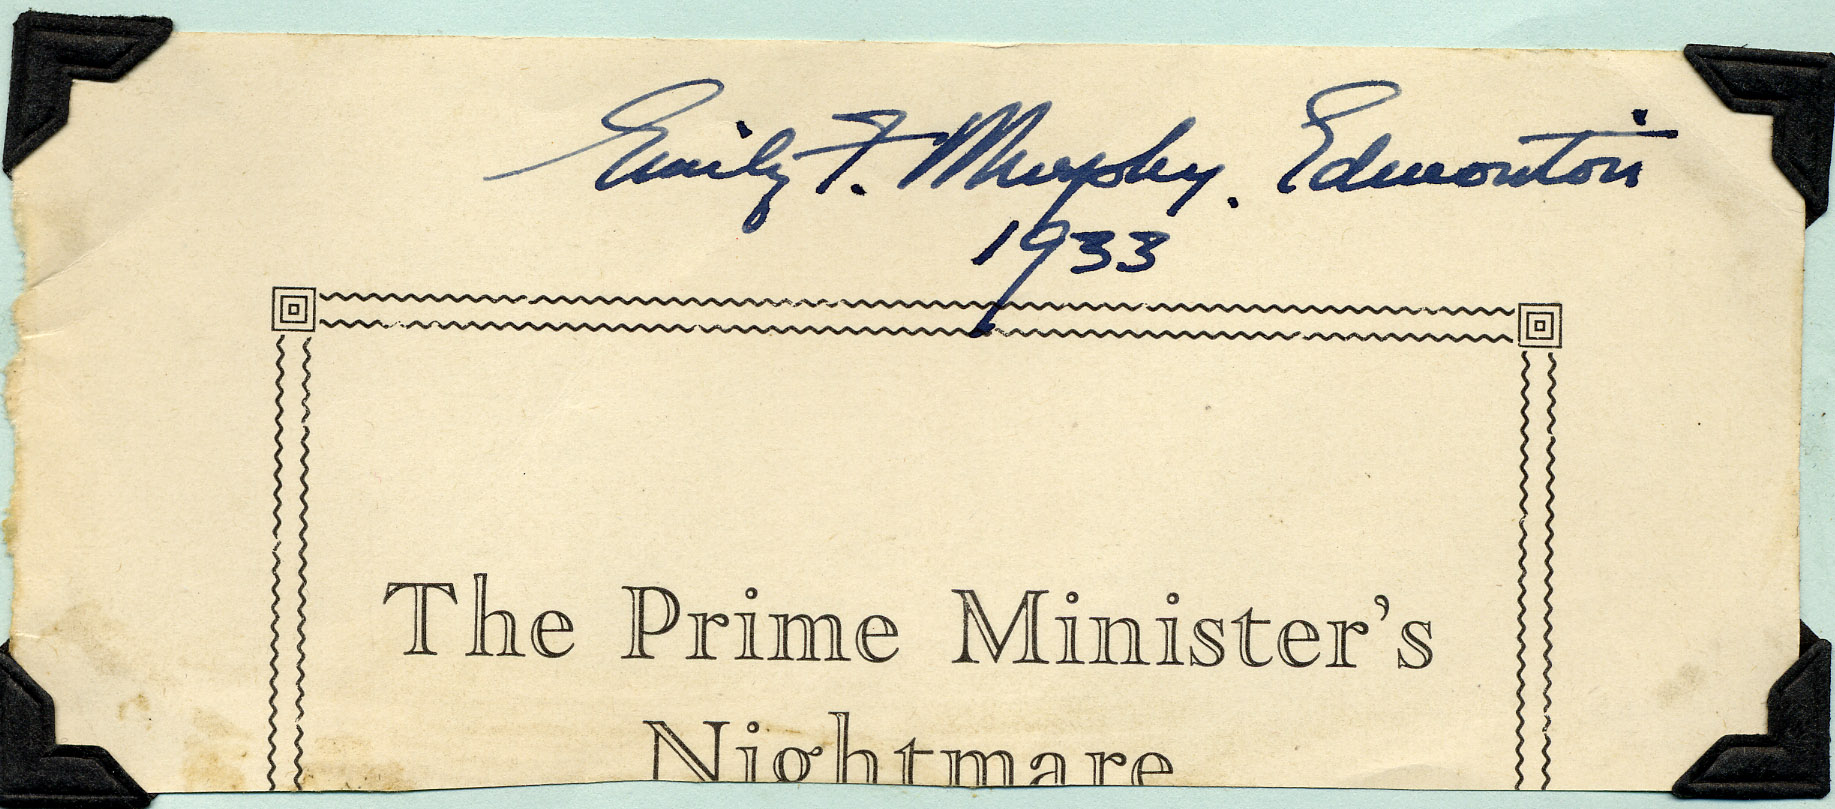 Emily F. Murphy. Edmonton
1933
The Prime Minister's
Nightmare